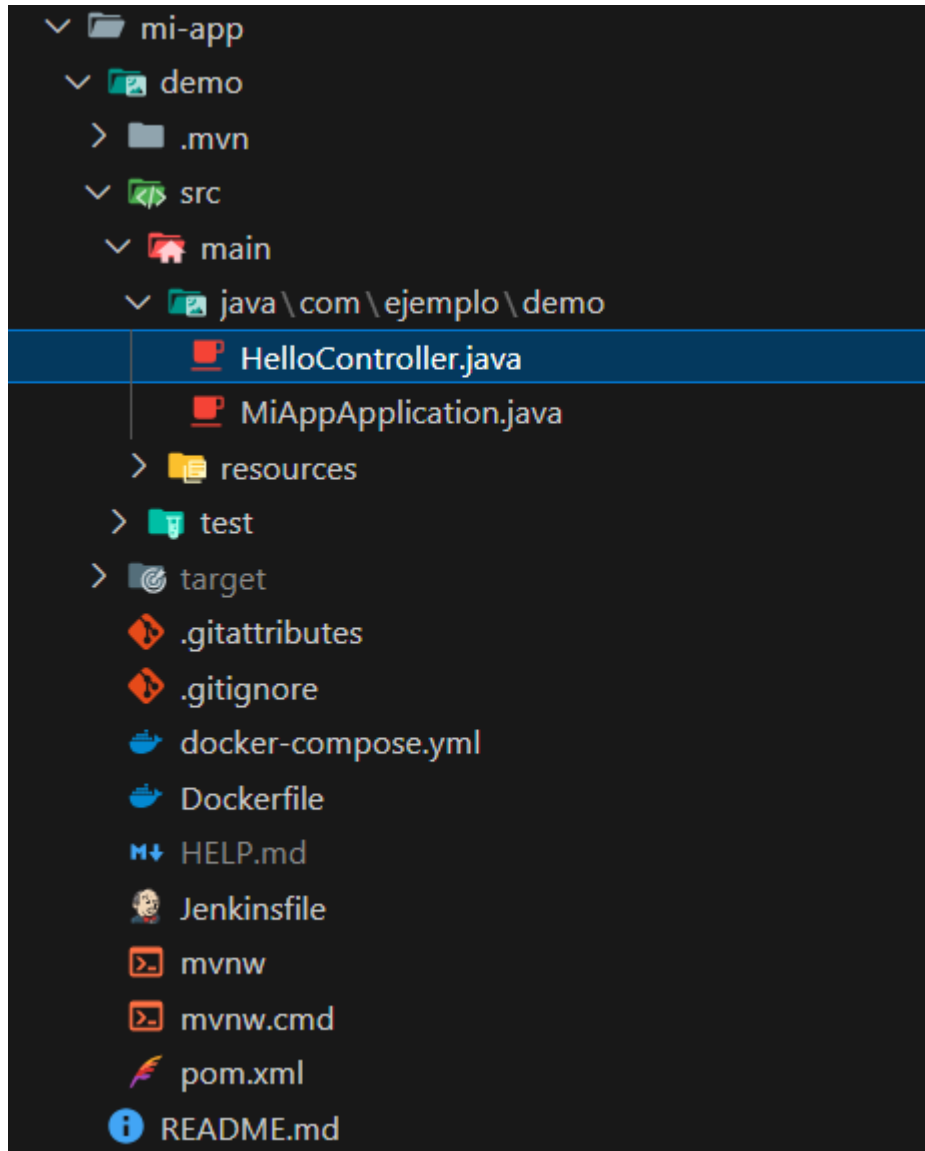 mi-app
demo
.mvn
src
main
java\com\ejemplo\demo
HelloController.java
MiAppApplication.java
resources
test
target
.gitattributes
.gitignore
docker-compose.yml
Dockerfile
HELP.md
Jenkinsfile
mvnw
mvnw.cmd
pom.xml
README.md